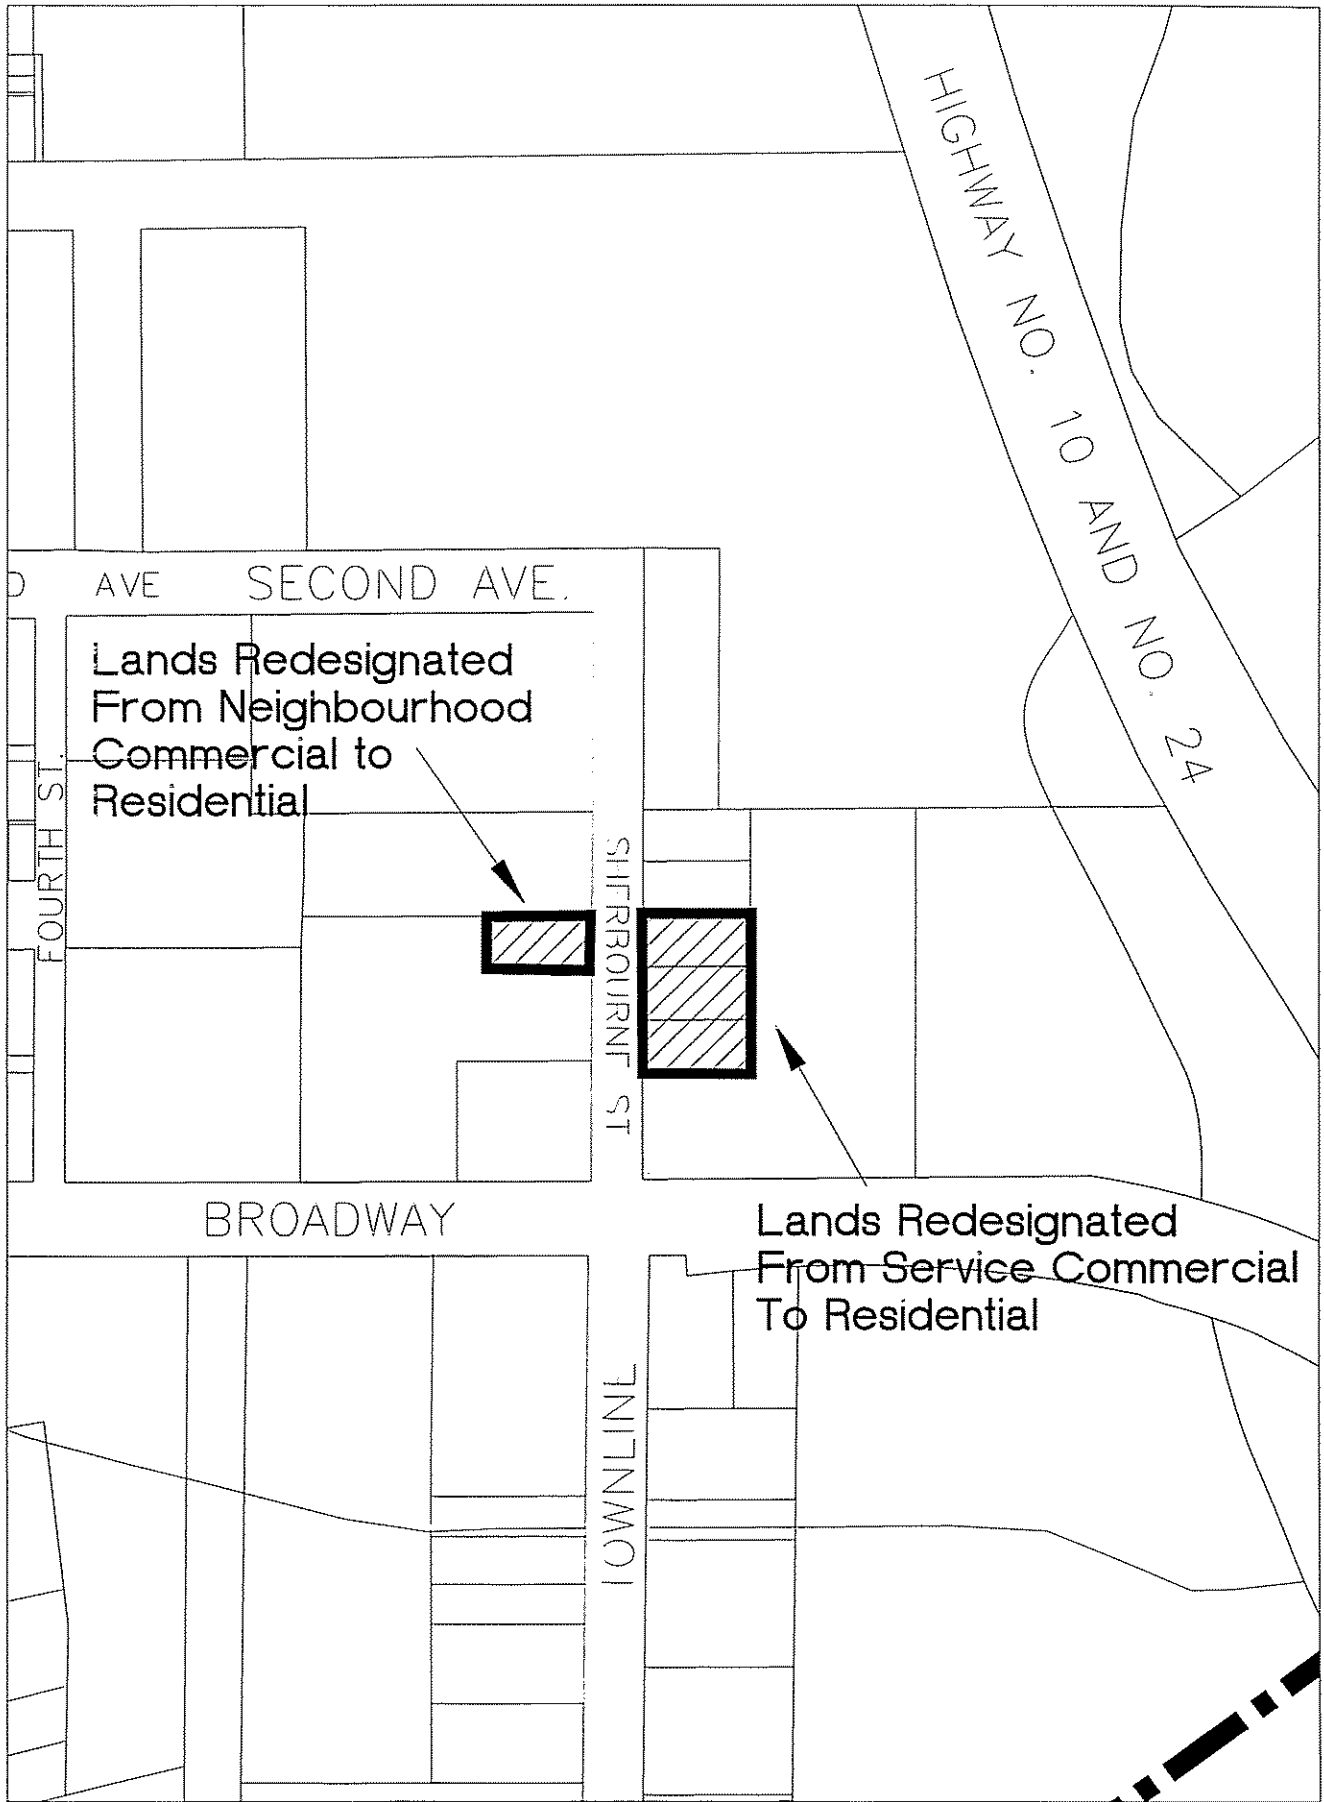 HIGHWAY NO. 10 AND NO. 24
AVE
SECOND AVE.
Lands Redesignated
From Neighbourhood
Commercial to
Residential
FOURTH ST.
SHERBOURNE ST
BROADWAY
Lands Redesignated
From Service Commercial
To Residential
TOWNLINE